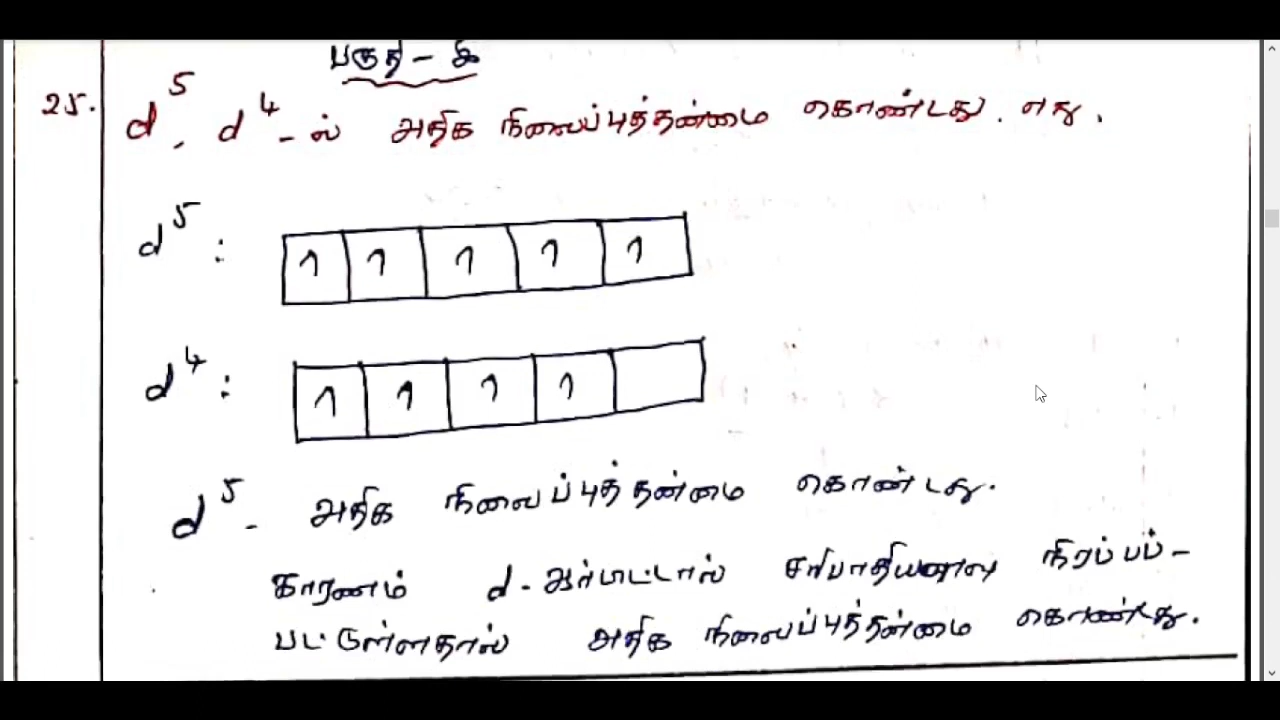 பகுதி - இ
25. d⁵, d⁴-ல் அதிக நிலைப்புத்தன்மை கொண்டது. எது.
d⁵ : 1 1 1 1 1
d⁴ : 1 1 1 1
d⁵ - அதிக நிலைப்புத்தன்மை கொண்டது.
காரணம் d-ஆர்பிட்டால் சரிபாதியளவு நிரப்பப்-
பட்டுள்ளதால் அதிக நிலைப்புத்தன்மை கொண்டது.